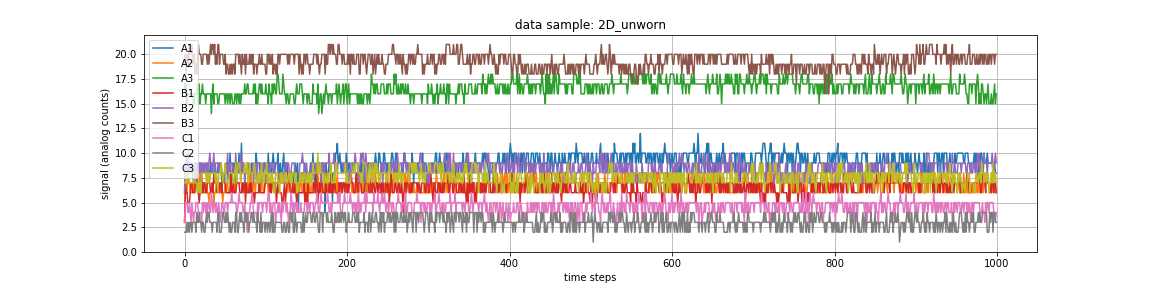 data sample: 2D_unworn
signal (analog counts)
20.0
17.5
15.0
12.5
10.0
7.5
5.0
2.5
0.0
A1
A2
A3
B1
B2
B3
C1
C2
C3
0 200 400 600 800 1000
time steps